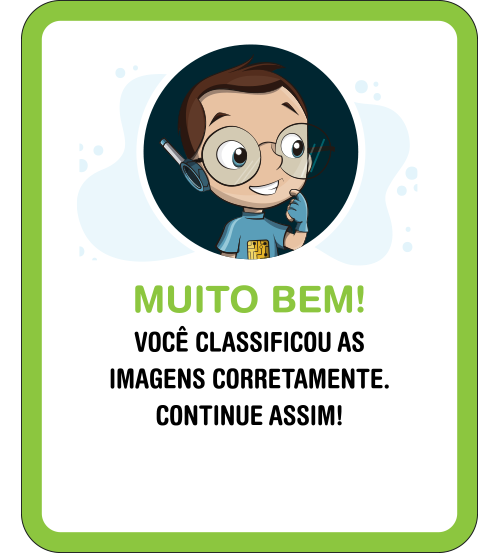 MUITO BEM!
VOCÊ CLASSIFICOU AS
IMAGENS CORRETAMENTE.
CONTINUE ASSIM!